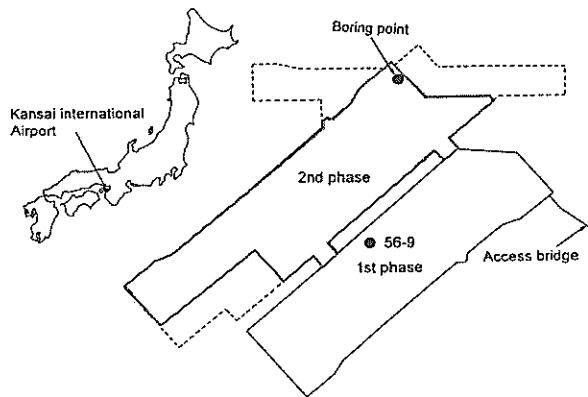 Boring point
Kansai international
Airport
2nd phase
56-9
1st phase
Access bridge